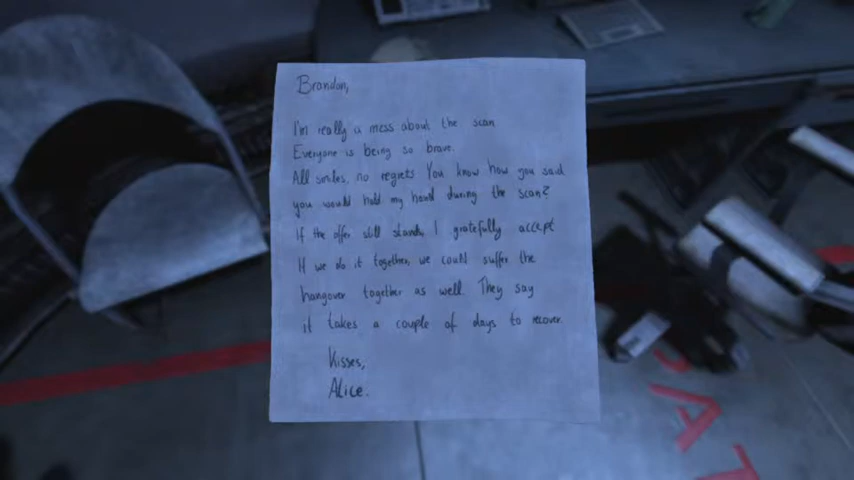 Brandon,
I'm really a mess about the scan
Everyone is being so brave.
All smiles, no regrets You know how you said
you would hold my hand during the scan?
If the offer still stands, I gratefully accept
If we do it together, we could suffer the
hangover together as well. They say
it takes a couple of days to recover.
Kisses,
Alice.